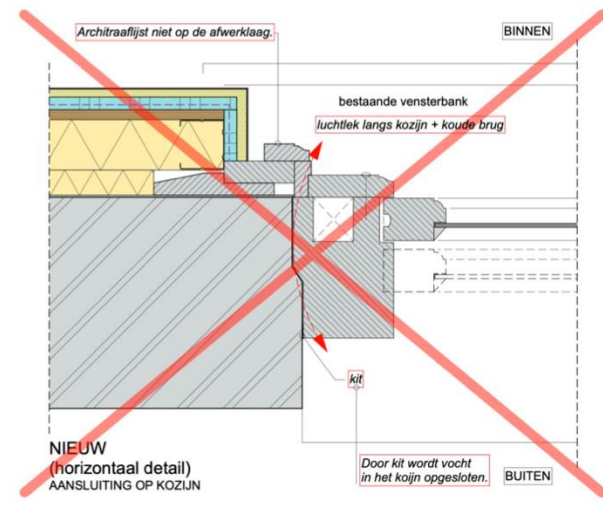 Architraaflijst niet op de afwerklaag.
BINNEN
bestaande vensterbank
luchtlek langs kozijn + koude brug
kit
NIEUW
(horizontaal detail)
AANSLUITING OP KOZIJN
Door kit wordt vocht
in het koijn opgesloten.
BUITEN